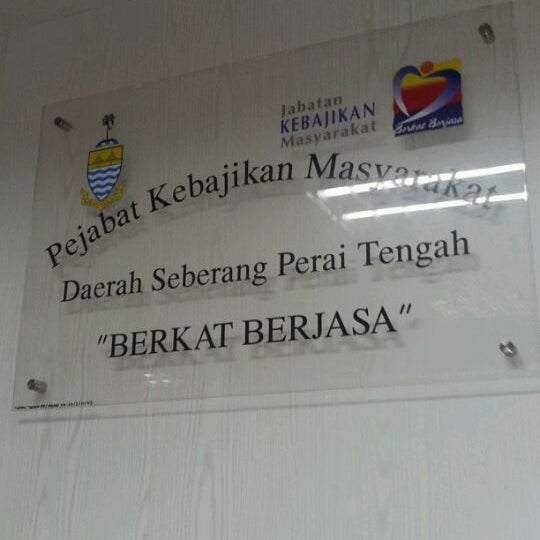 Jabatan
KEBAJIKAN
Masyarakat
Berkat Berjasa
Pejabat Kebajikan Masyarakat
Daerah Seberang Perai Tengah
"BERKAT BERJASA"